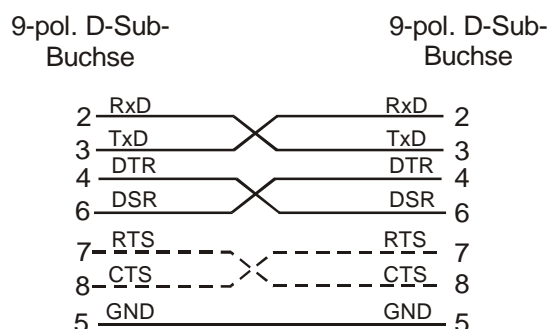 9-pol. D-Sub-
Buchse
9-pol. D-Sub-
Buchse
2 RxD RxD 2
3 TxD TxD 3
4 DTR DTR 4
6 DSR DSR 6
7 RTS RTS 7
8 CTS CTS 8
5 GND GND 5